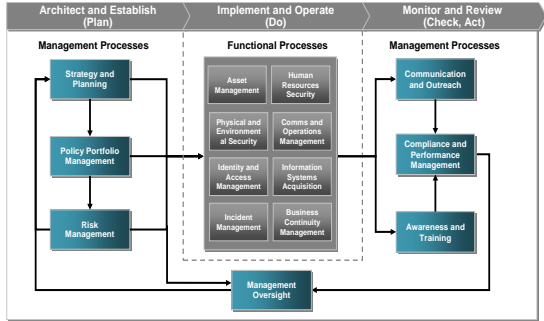 Architect and Establish
(Plan)
Implement and Operate
(Do)
Monitor and Review
(Check, Act)
Management Processes
Functional Processes
Management Processes
Strategy and
Planning
Policy Portfolio
Management
Risk
Management
Asset
Management
Human
Resources
Security
Physical and
Environment
al Security
Comms and
Operations
Management
Identity and
Access
Management
Information
Systems
Acquisition
Incident
Management
Business
Continuity
Management
Communication
and Outreach
Compliance and
Performance
Management
Awareness and
Training
Management
Oversight